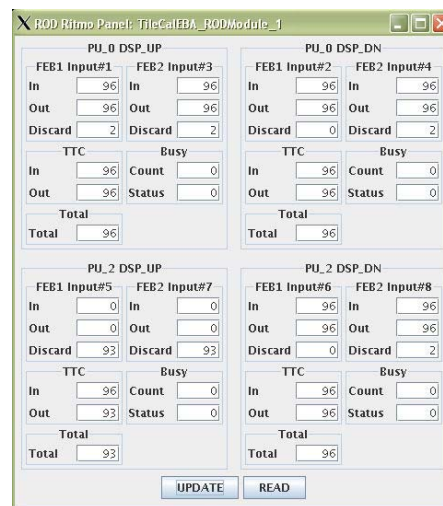 ROD Ritmo Panel: TileCalEBA_RODModule_1
PU_0 DSP_UP
FEB1 Input#1 FEB2 Input#3
In 96 In 96
Out 96 Out 96
Discard 2 Discard 2
TTC Busy
In 96 Count 0
Out 96 Status 0
Total
Total 96
PU_0 DSP_DN
FEB1 Input#2 FEB2 Input#4
In 96 In 96
Out 96 Out 96
Discard 0 Discard 2
TTC Busy
In 96 Count 0
Out 96 Status 0
Total
Total 96
PU_2 DSP_UP
FEB1 Input#5 FEB2 Input#7
In 0 In 0
Out 0 Out 0
Discard 93 Discard 93
TTC Busy
In 96 Count 0
Out 93 Status 0
Total
Total 93
PU_2 DSP_DN
FEB1 Input#6 FEB2 Input#8
In 96 In 96
Out 96 Out 96
Discard 0 Discard 2
TTC Busy
In 96 Count 0
Out 96 Status 0
Total
Total 96
UPDATE READ